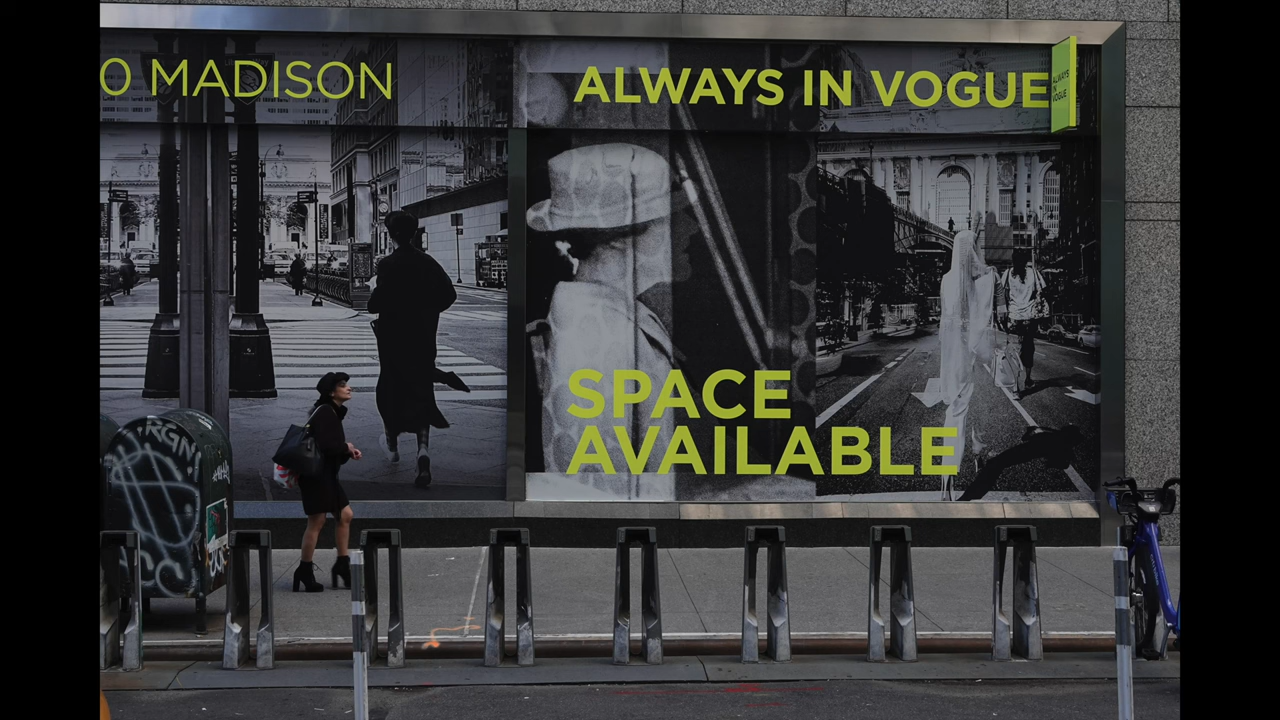 0 MADISON
ALWAYS IN VOGUE
ALWAYS
IN
VOGUE
SPACE
AVAILABLE